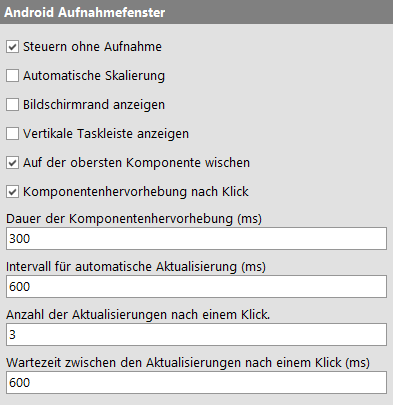 Android Aufnahmefenster
Steuern ohne Aufnahme
Automatische Skalierung
Bildschirmrand anzeigen
Vertikale Taskleiste anzeigen
Auf der obersten Komponente wischen
Komponentenhervorhebung nach Klick
Dauer der Komponentenhervorhebung (ms)
300
Intervall für automatische Aktualisierung (ms)
600
Anzahl der Aktualisierungen nach einem Klick.
3
Wartezeit zwischen den Aktualisierungen nach einem Klick (ms)
600